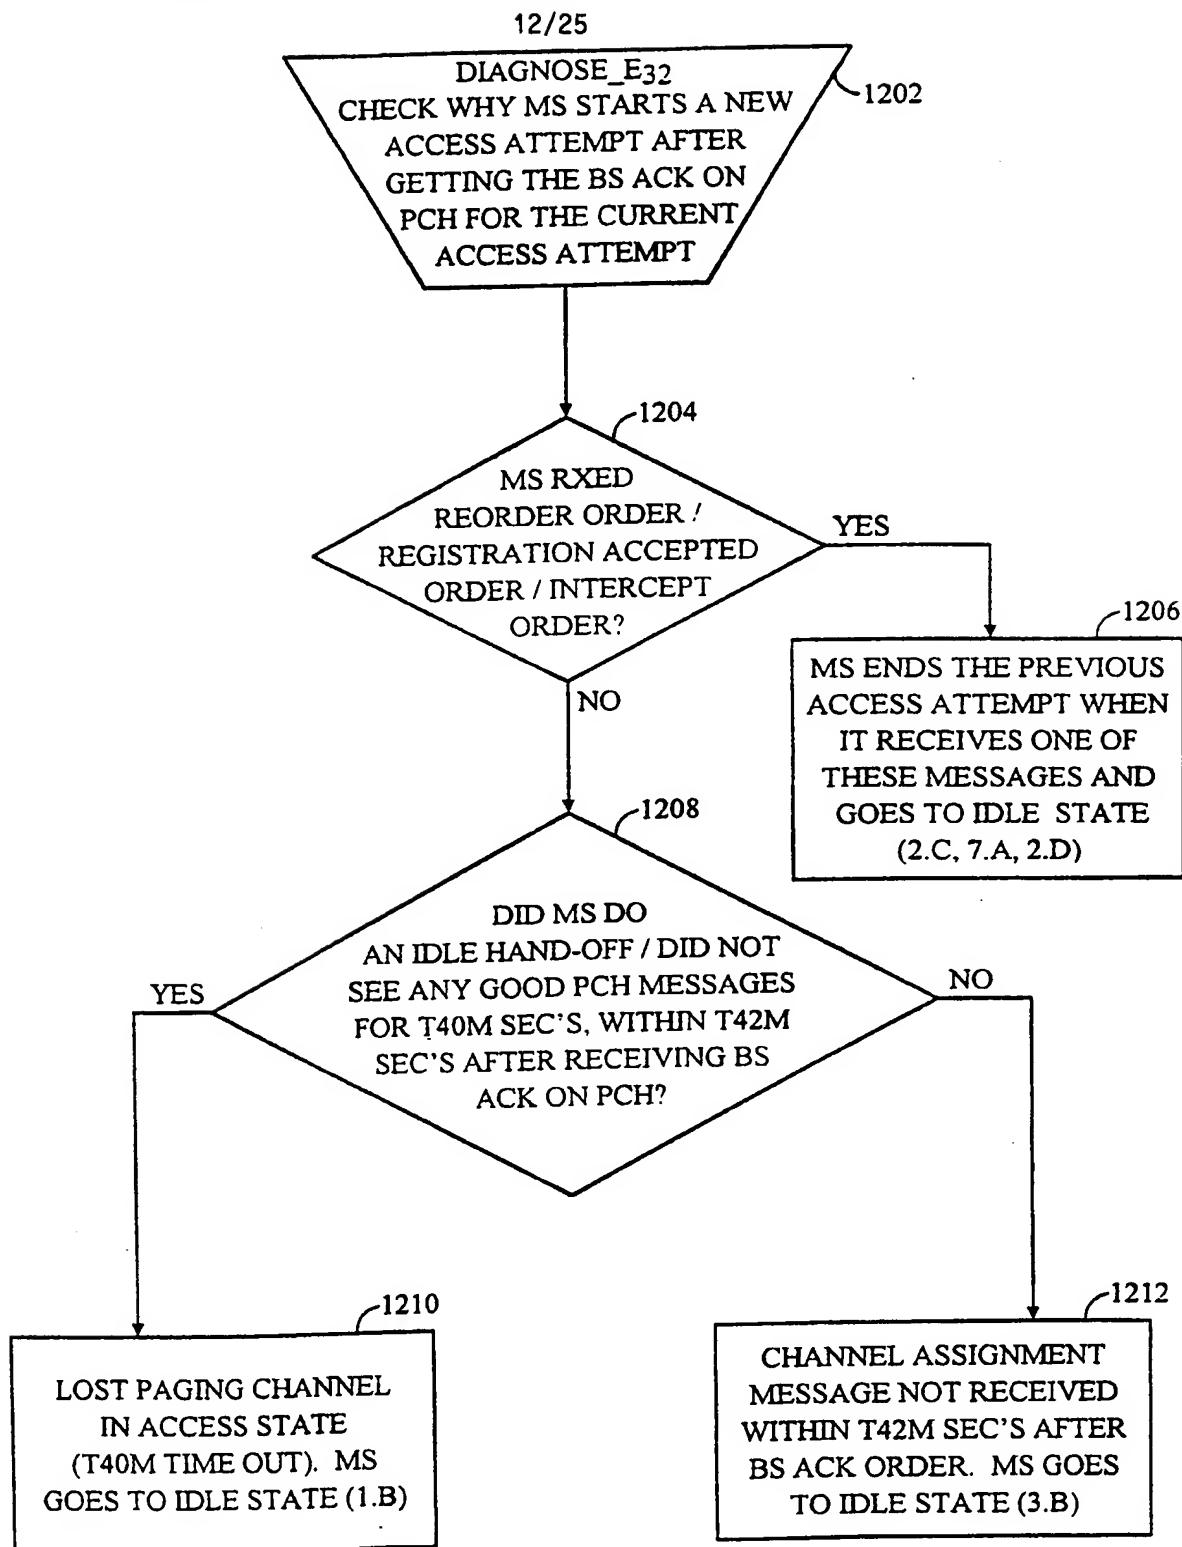 12/25
DIAGNOSE_E32
CHECK WHY MS STARTS A NEW
ACCESS ATTEMPT AFTER
GETTING THE BS ACK ON
PCH FOR THE CURRENT
ACCESS ATTEMPT
1202
1204
MS RXED
REORDER ORDER /
REGISTRATION ACCEPTED
ORDER / INTERCEPT
ORDER?
YES
NO
1206
MS ENDS THE PREVIOUS
ACCESS ATTEMPT WHEN
IT RECEIVES ONE OF
THESE MESSAGES AND
GOES TO IDLE STATE
(2.C, 7.A, 2.D)
1208
DID MS DO
AN IDLE HAND-OFF / DID NOT
SEE ANY GOOD PCH MESSAGES
FOR T40M SEC'S, WITHIN T42M
SEC'S AFTER RECEIVING BS
ACK ON PCH?
YES
NO
1210
LOST PAGING CHANNEL
IN ACCESS STATE
(T40M TIME OUT). MS
GOES TO IDLE STATE (1.B)
1212
CHANNEL ASSIGNMENT
MESSAGE NOT RECEIVED
WITHIN T42M SEC'S AFTER
BS ACK ORDER. MS GOES
TO IDLE STATE (3.B)